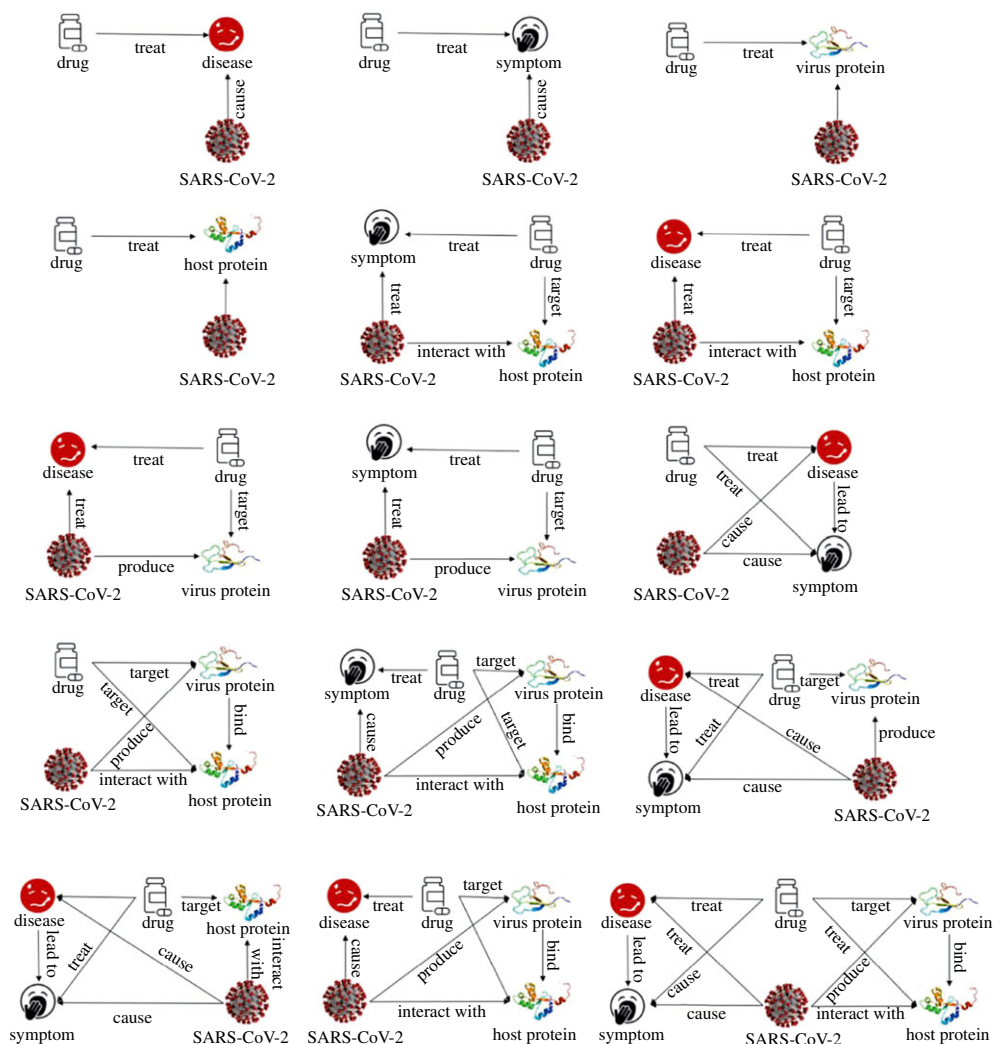 treat
drug
disease
cause
SARS-CoV-2
treat
drug
symptom
cause
SARS-CoV-2
treat
drug
virus protein
SARS-CoV-2
treat
drug
host protein
SARS-CoV-2
symptom
treat
drug
treat
target
interact with
SARS-CoV-2
host protein
disease
treat
drug
treat
target
interact with
SARS-CoV-2
host protein
disease
treat
drug
treat
target
produce
SARS-CoV-2
virus protein
symptom
treat
drug
treat
target
produce
SARS-CoV-2
virus protein
drug
treat
disease
treat
lead to
cause
cause
SARS-CoV-2
symptom
drug
target
virus protein
target
bind
produce
interact with
SARS-CoV-2
host protein
symptom
treat
drug
target
virus protein
cause
produce
target
bind
interact with
SARS-CoV-2
host protein
disease
treat
drug
target
virus protein
lead to
treat
cause
produce
cause
symptom
SARS-CoV-2
disease
drug
target
host protein
lead to
treat
cause
interact
with
cause
symptom
SARS-CoV-2
disease
treat
drug
target
virus protein
cause
produce
bind
interact with
SARS-CoV-2
host protein
disease
treat
drug
target
virus protein
lead to
treat
cause
treat
produce
bind
cause
interact with
symptom
SARS-CoV-2
host protein